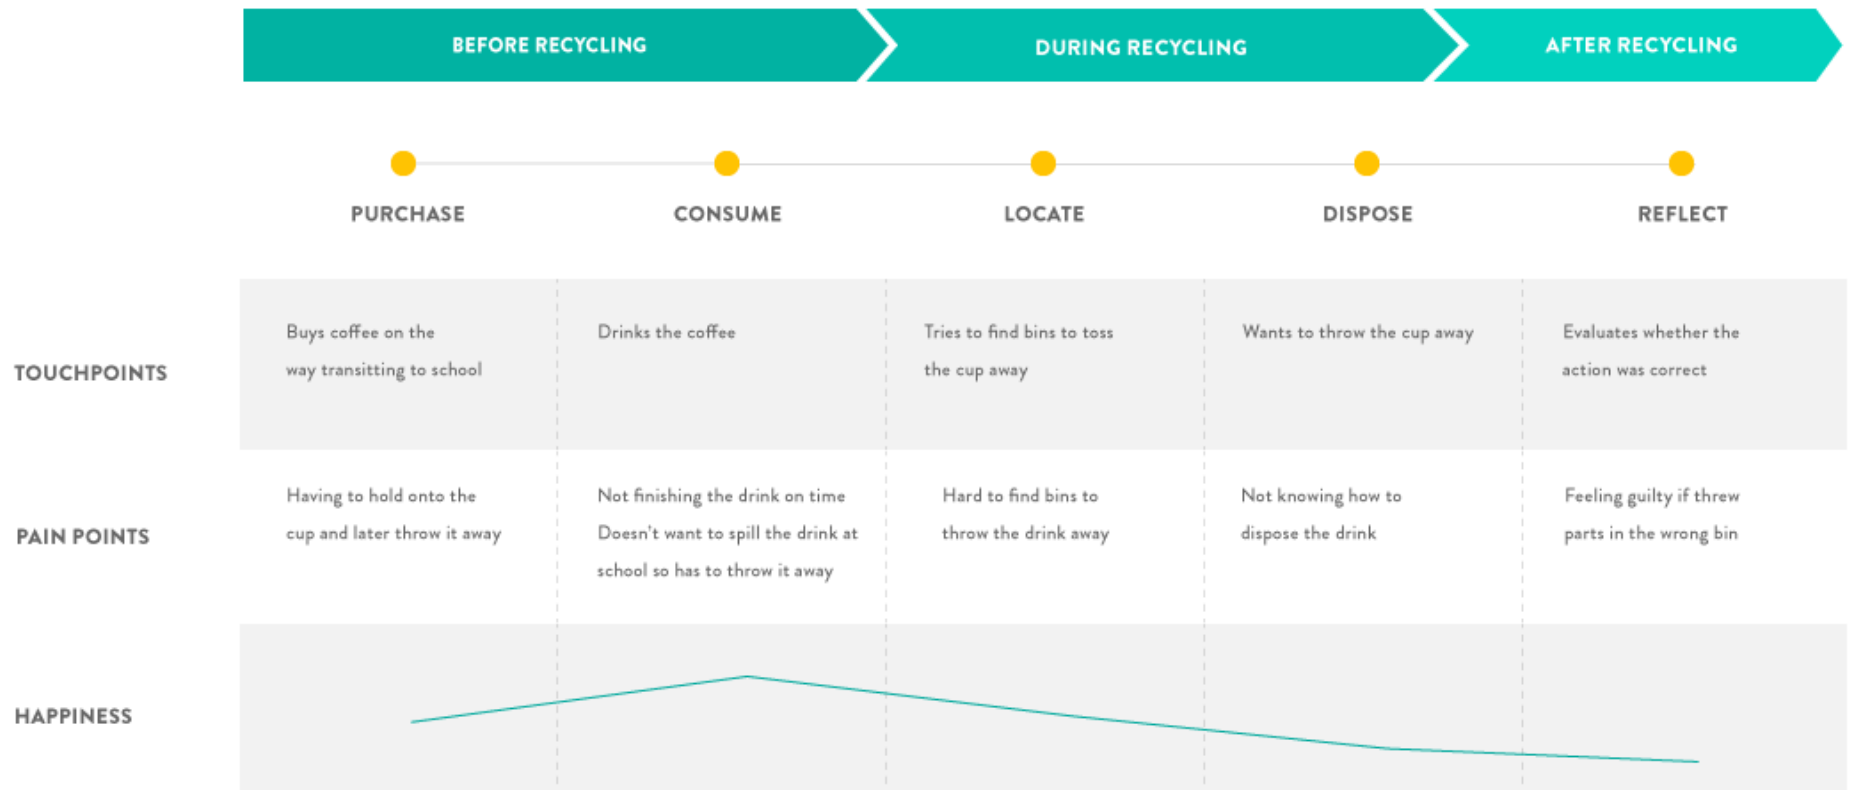 BEFORE RECYCLING
DURING RECYCLING
AFTER RECYCLING
PURCHASE
CONSUME
LOCATE
DISPOSE
REFLECT
TOUCHPOINTS
Buys coffee on the
way transitting to school
Drinks the coffee
Tries to find bins to toss
the cup away
Wants to throw the cup away
Evaluates whether the
action was correct
PAIN POINTS
Having to hold onto the
cup and later throw it away
Not finishing the drink on time
Doesn't want to spill the drink at
school so has to throw it away
Hard to find bins to
throw the drink away
Not knowing how to
dispose the drink
Feeling guilty if threw
parts in the wrong bin
HAPPINESS